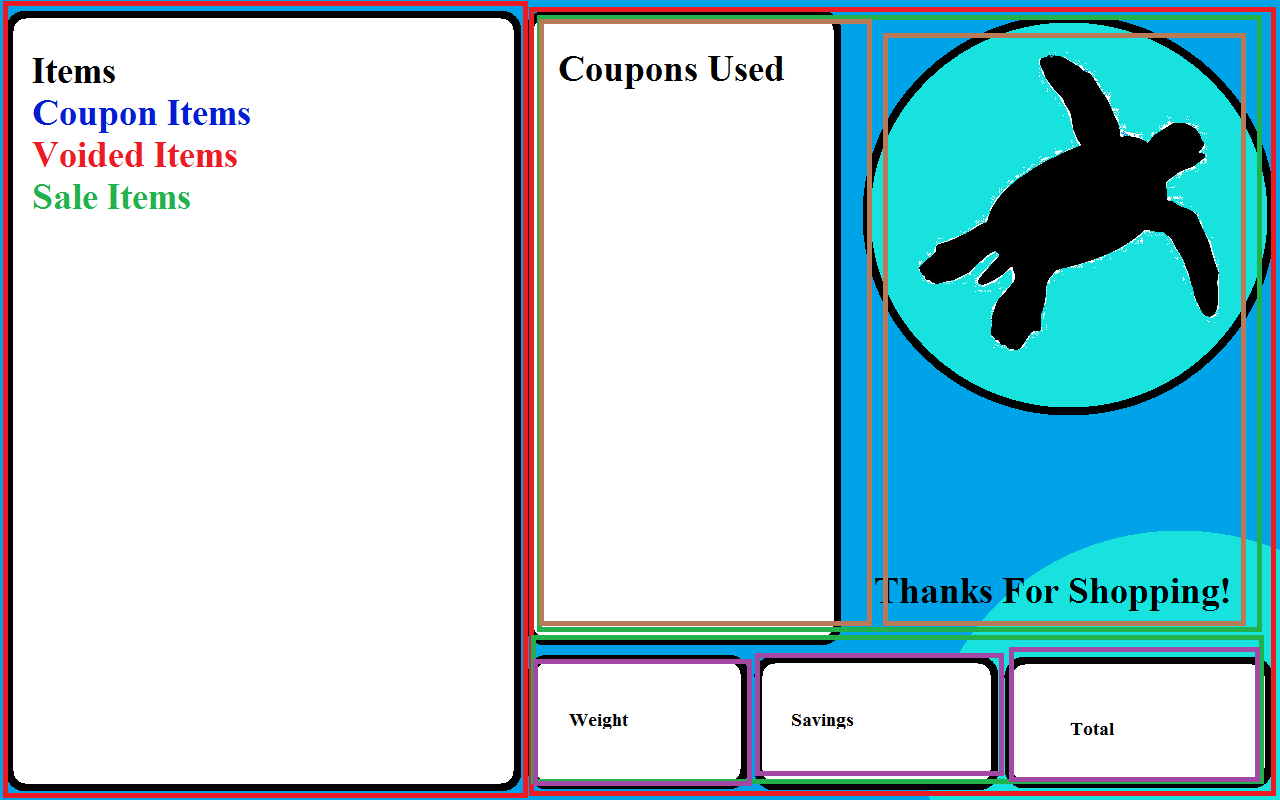 Items
Coupon Items
Voided Items
Sale Items
Coupons Used
Thanks For Shopping!
Weight
Savings
Total